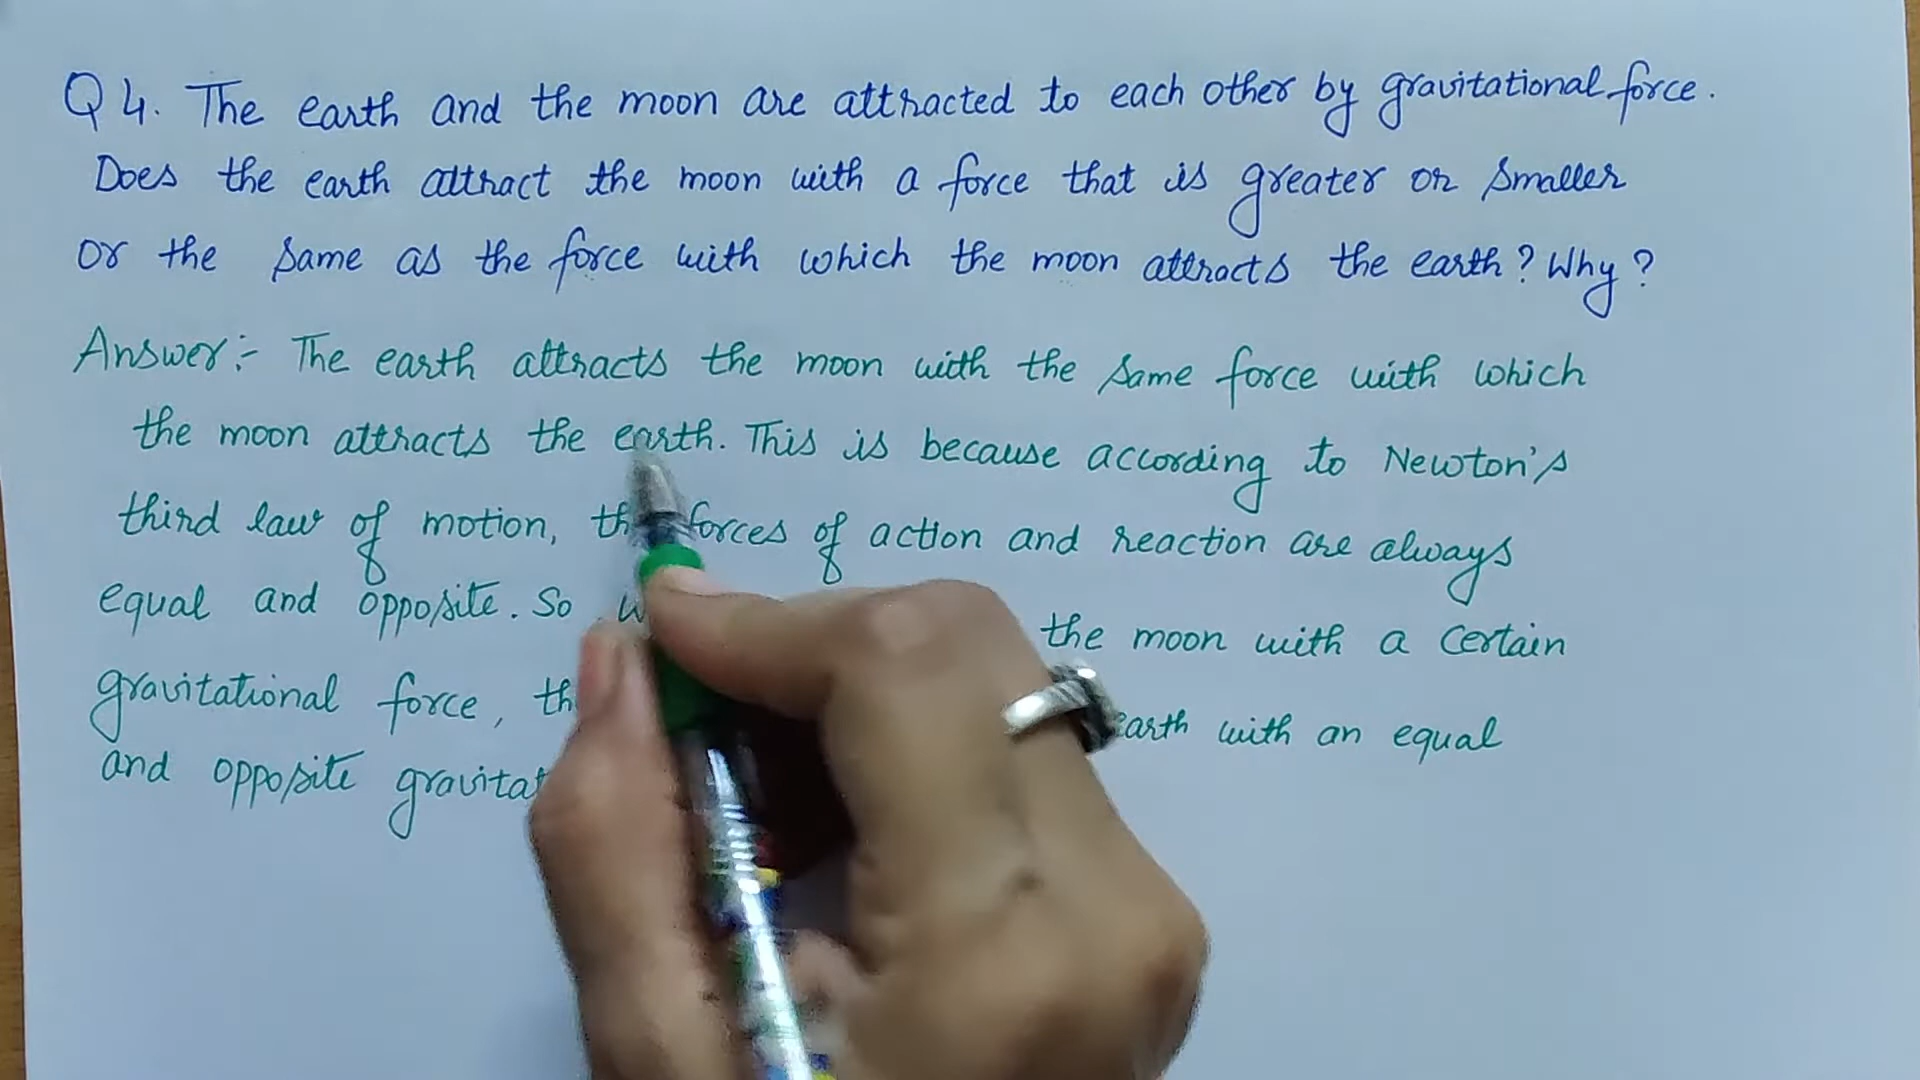 Q 4. The earth and the moon are attracted to each other by gravitational force.
Does the earth attract the moon with a force that is greater or smaller
or the same as the force with which the moon attracts the earth? Why?
Answer:- The earth attracts the moon with the same force with which
the moon attracts the earth. This is because according to Newton's
third law of motion, forces of action and reaction are always
equal and opposite. So the moon with a certain
gravitational force, earth with an equal
and opposite